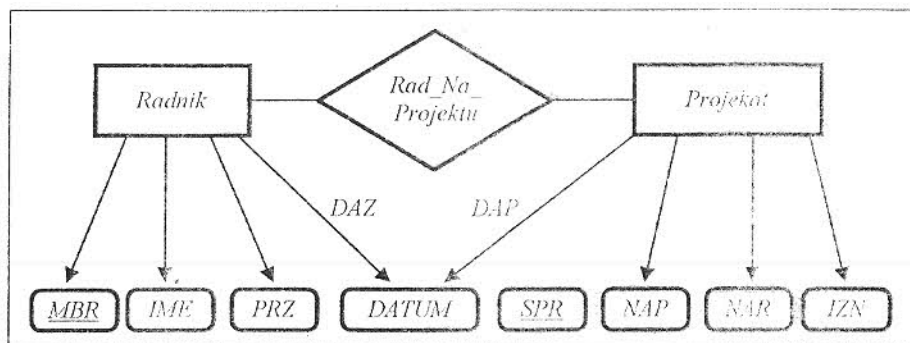 Radnik
Rad_Na_
Projektu
Projekat
DAZ
DAP
MBR
IME
PRZ
DATUM
SPR
NAP
NAR
IZN